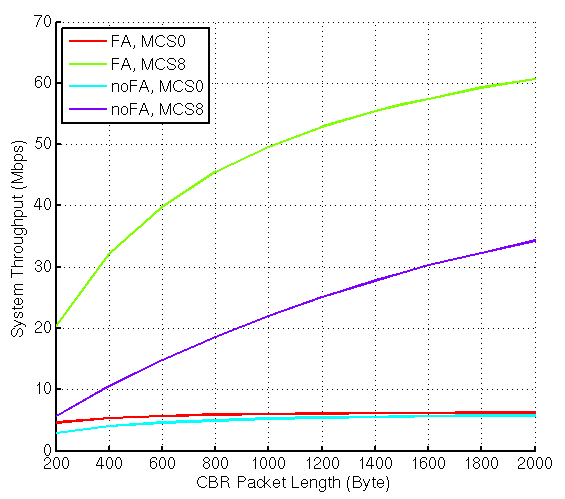 70
60
50
40
30
20
10
0
System Throughput (Mbps)
FA, MCS0
FA, MCS8
noFA, MCS0
noFA, MCS8
200 400 600 800 1000 1200 1400 1600 1800 2000
CBR Packet Length (Byte)